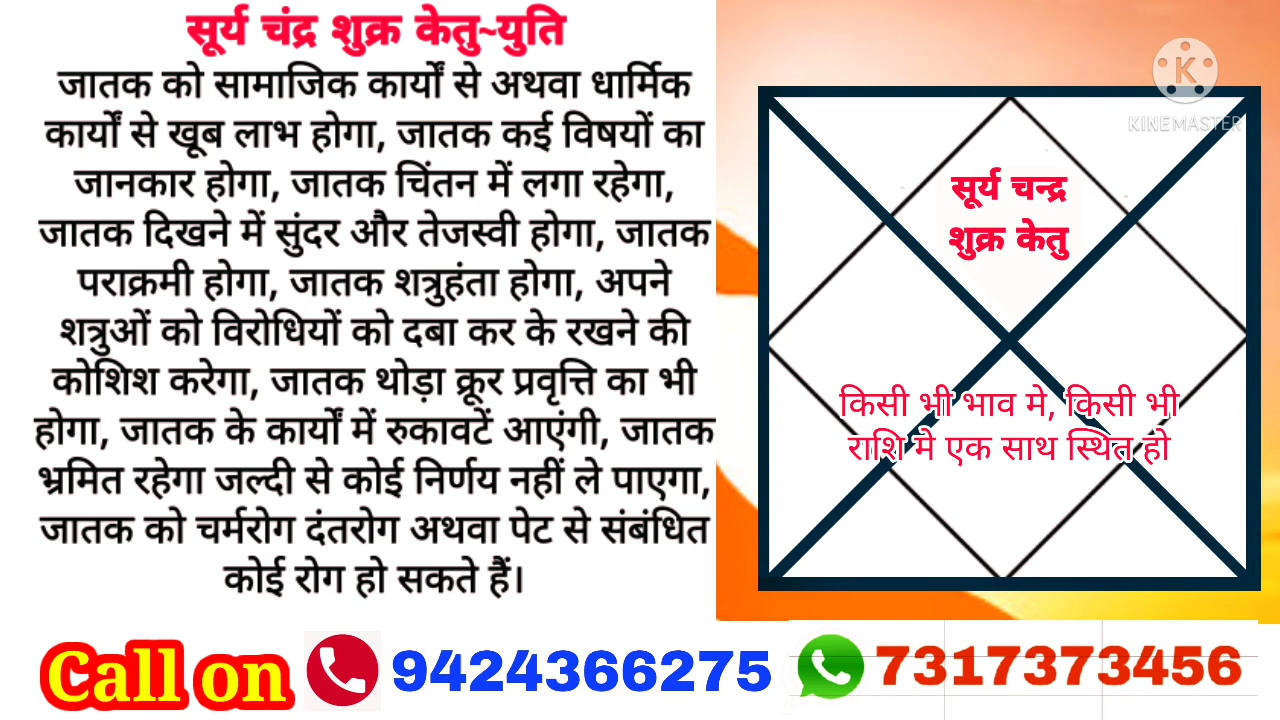 सूर्य चंद्र शुक्र केतु~युति
जातक को सामाजिक कार्यों से अथवा धार्मिक
कार्यों से खूब लाभ होगा, जातक कई विषयों का
जानकार होगा, जातक चिंतन में लगा रहेगा,
जातक दिखने में सुंदर और तेजस्वी होगा, जातक
पराक्रमी होगा, जातक शत्रुहंता होगा, अपने
शत्रुओं को विरोधियों को दबा कर के रखने की
कोशिश करेगा, जातक थोड़ा क्रूर प्रवृत्ति का भी
होगा, जातक के कार्यों में रुकावटें आएंगी, जातक
भ्रमित रहेगा जल्दी से कोई निर्णय नहीं ले पाएगा,
जातक को चर्मरोग दंतरोग अथवा पेट से संबंधित
कोई रोग हो सकते हैं।
K
KINEMASTER
सूर्य चन्द्र
शुक्र केतु
किसी भी भाव मे, किसी भी
राशि मे एक साथ स्थित हो
Call on 9424366275 7317373456